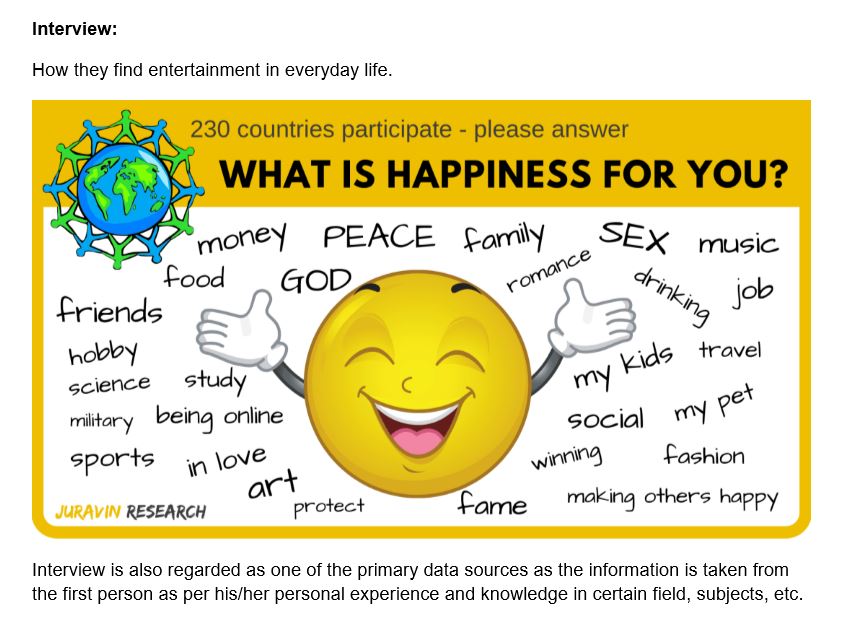 Interview:
How they find entertainment in everyday life.
230 countries participate - please answer
WHAT IS HAPPINESS FOR YOU?
money PEACE family SEX music
food GOD romance drinking job
friends
hobby my kids travel
science study
military being online social my pet
sports in love winning fashion
art
protect fame making others happy
JURAVIN RESEARCH
Interview is also regarded as one of the primary data sources as the information is taken from
the first person as per his/her personal experience and knowledge in certain field, subjects, etc.